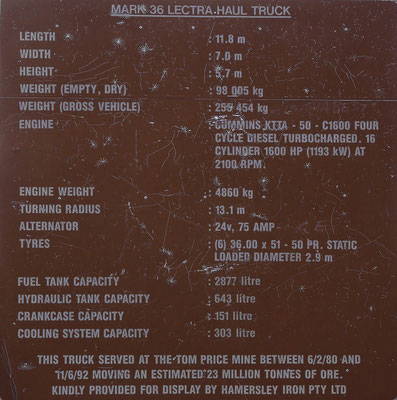 MARK 36 LECTRA HAUL TRUCK
LENGTH : 11.8 m
WIDTH : 7.0 m
HEIGHT : 5.7 m
WEIGHT (EMPTY, DRY) : 98 005 kg
WEIGHT (GROSS VEHICLE) : 255 454 kg
ENGINE : CUMMINS KTTA - 50 - C1600 FOUR
CYCLE DIESEL TURBOCHARGED. 16
CYLINDER 1600 HP (1193 kW) AT
2100 RPM.
ENGINE WEIGHT : 4860 kg
TURNING RADIUS : 13.1 m
ALTERNATOR : 24v, 75 AMP
TYRES : (6) 36.00 x 51 - 50 PR. STATIC
LOADED DIAMETER 2.9 m
FUEL TANK CAPACITY : 2877 litre
HYDRAULIC TANK CAPACITY : 643 litre
CRANKCASE CAPACITY : 151 litre
COOLING SYSTEM CAPACITY : 303 litre
THIS TRUCK SERVED AT THE TOM PRICE MINE BETWEEN 6/2/80 AND
11/6/92 MOVING AN ESTIMATED 23 MILLION TONNES OF ORE.
KINDLY PROVIDED FOR DISPLAY BY HAMERSLEY IRON PTY LTD